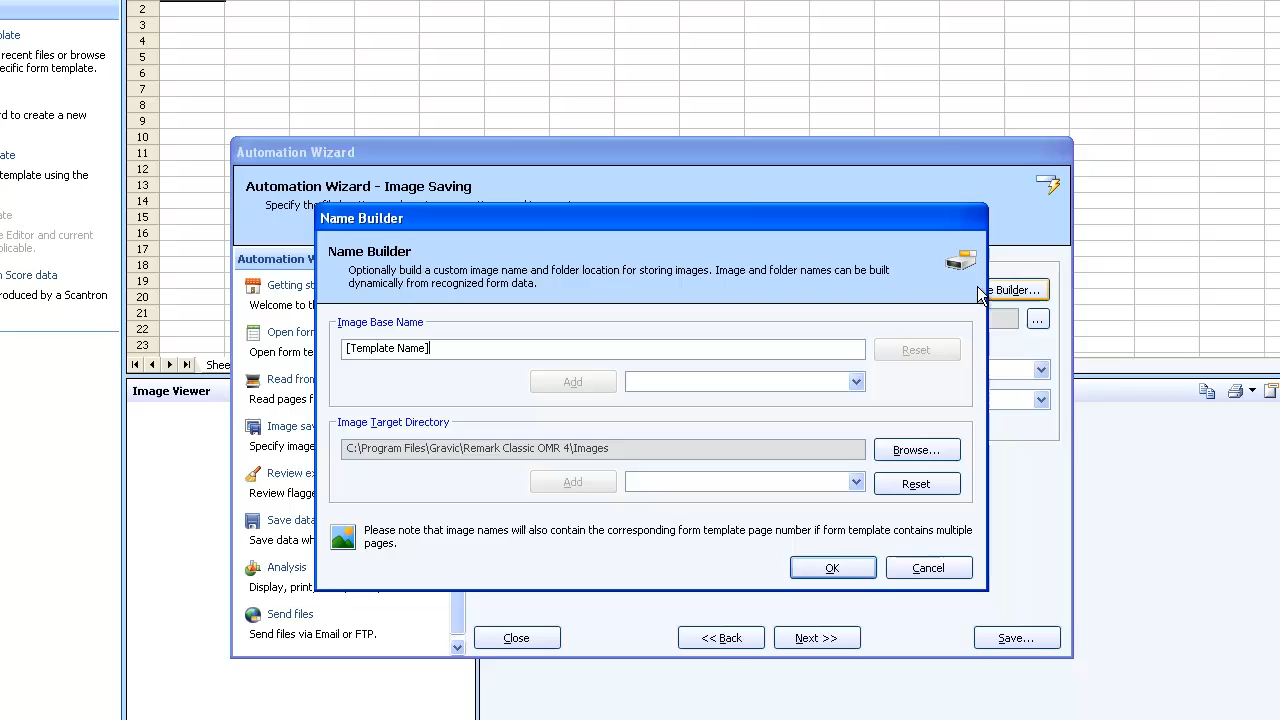 2
3
4
5
6
7
8
9
10
11
12
13
14
15
16
17
18
19
20
21
22
23
plate
recent files or browse
ecific form template.
rd to create a new
ate
template using the
te
e Editor and current
plicable.
n Score data
roduced by a Scantron
Shee
Image Viewer
Automation Wizard
Automation Wizard - Image Saving
Specify the
Automation W
Getting st
Welcome to th
Open form
Open form te
Read from
Read pages f
Image sav
Specify image
Review ex
Review flagge
Save data
Save data wh
Analysis
Display, print
Send files
Send files via Email or FTP.
e Builder...
...
Name Builder
Name Builder
Optionally build a custom image name and folder location for storing images. Image and folder names can be built
dynamically from recognized form data.
Image Base Name
[Template Name]
Reset
Add
Image Target Directory
C:\Program Files\Gravic\Remark Classic OMR 4\Images
Browse...
Add
Reset
Please note that image names will also contain the corresponding form template page number if form template contains multiple
pages.
OK
Cancel
Close
<< Back
Next >>
Save...